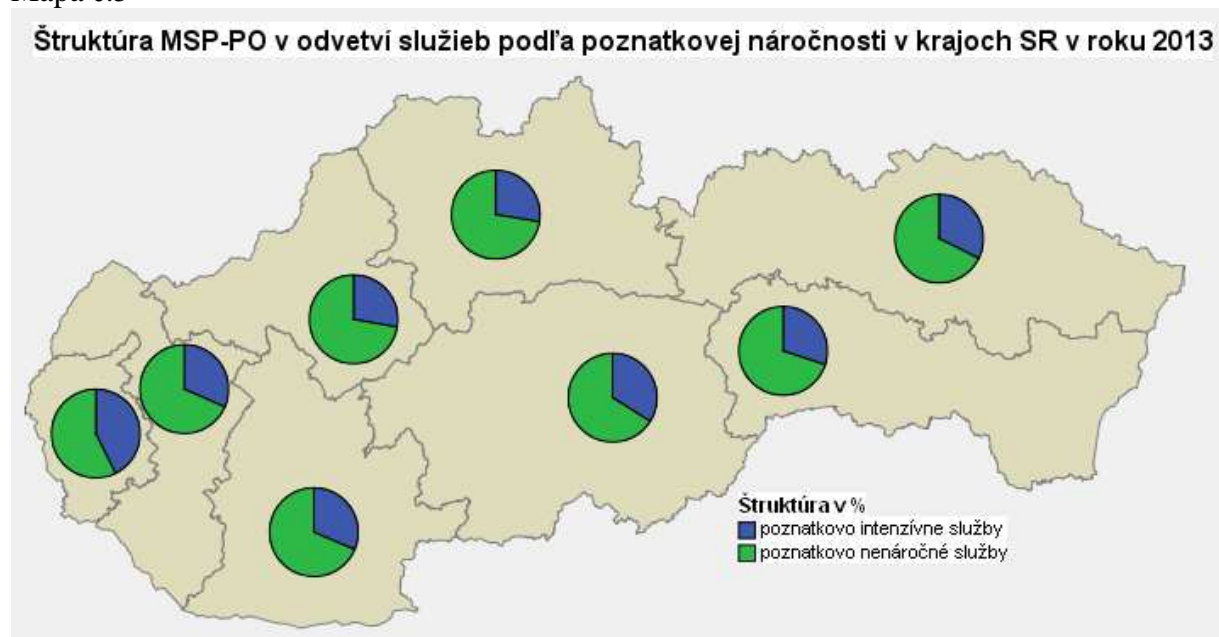 Štruktúra MSP-PO v odvetví služieb podľa poznatkovej náročnosti v krajoch SR v roku 2013
Štruktúra v %
poznatkovo intenzívne služby
poznatkovo nenáročné služby